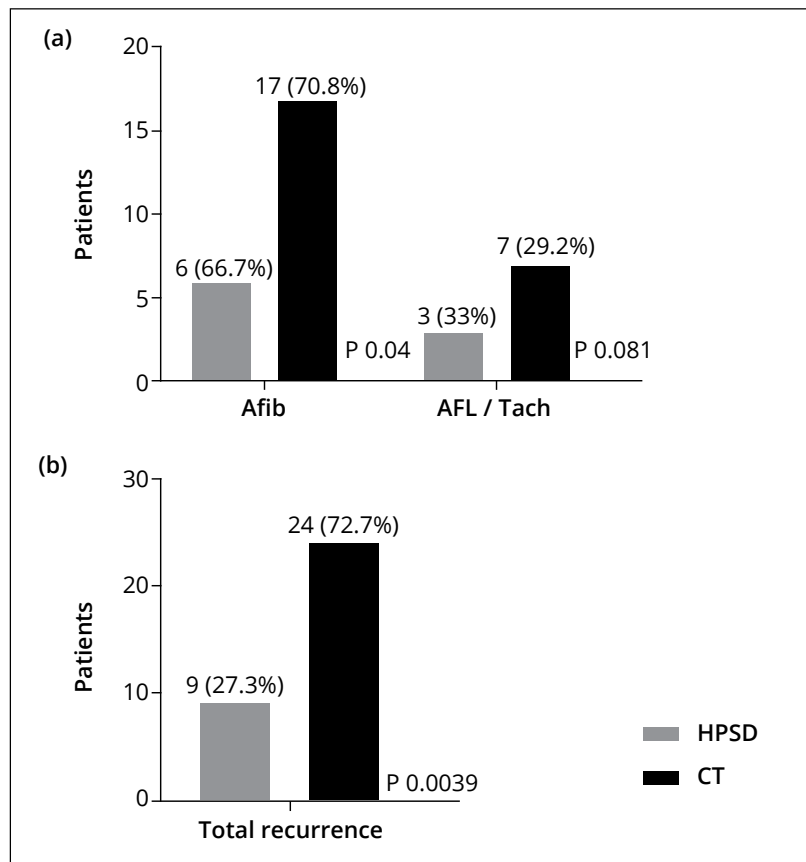 (a)
Patients
20
15
10
5
0
17 (70.8%)
6 (66.7%)
P 0.04
7 (29.2%)
3 (33%)
P 0.081
Afib
AFL / Tach
(b)
Patients
30
20
10
0
24 (72.7%)
9 (27.3%)
P 0.0039
Total recurrence
HPSD
CT